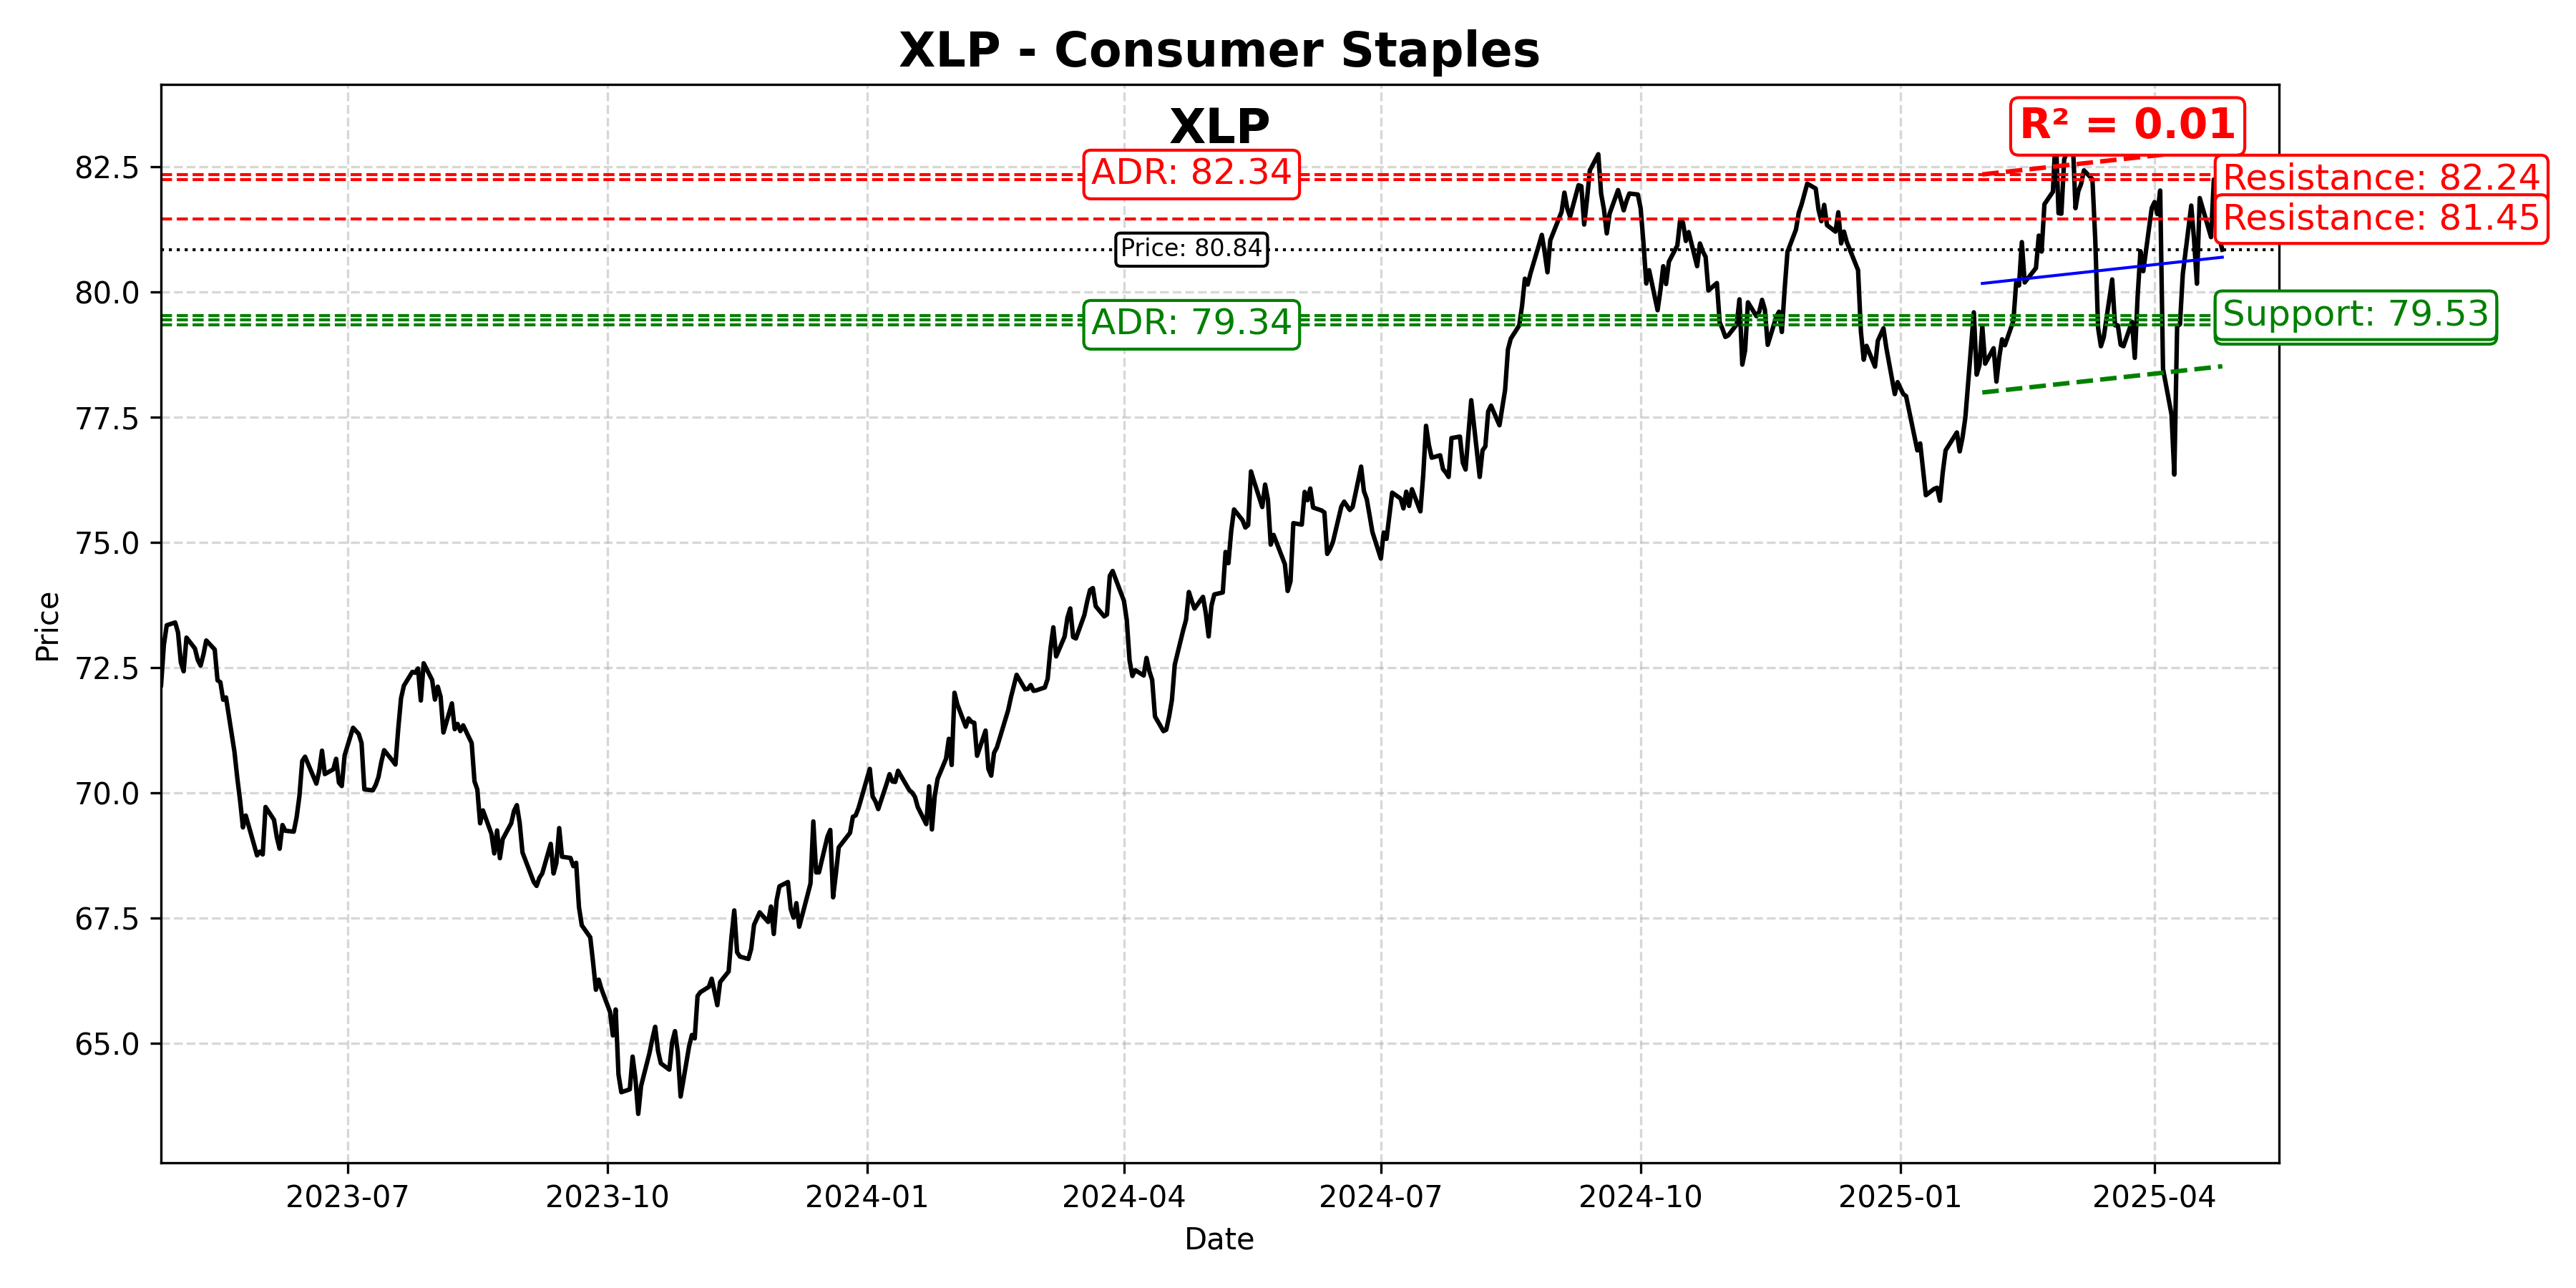 XLP - Consumer Staples
XLP
R² = 0.01
ADR: 82.34
Resistance: 82.24
Resistance: 81.45
Price: 80.84
ADR: 79.34
Support: 79.53
82.5
80.0
77.5
75.0
72.5
70.0
67.5
65.0
Price
2023-07
2023-10
2024-01
2024-04
2024-07
2024-10
2025-01
2025-04
Date